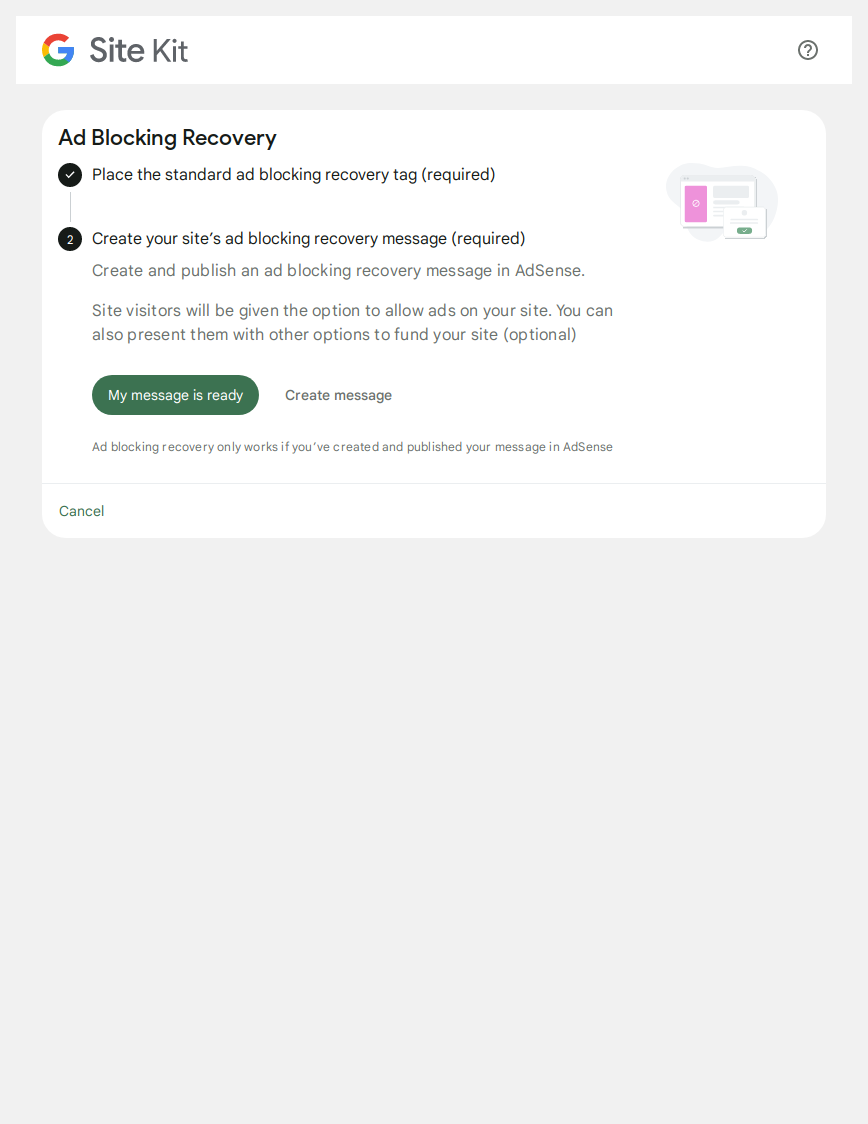 Site Kit
Ad Blocking Recovery
Place the standard ad blocking recovery tag (required)
2
Create your site’s ad blocking recovery message (required)
Create and publish an ad blocking recovery message in AdSense.
Site visitors will be given the option to allow ads on your site. You can
also present them with other options to fund your site (optional)
My message is ready
Create message
Ad blocking recovery only works if you’ve created and published your message in AdSense
Cancel